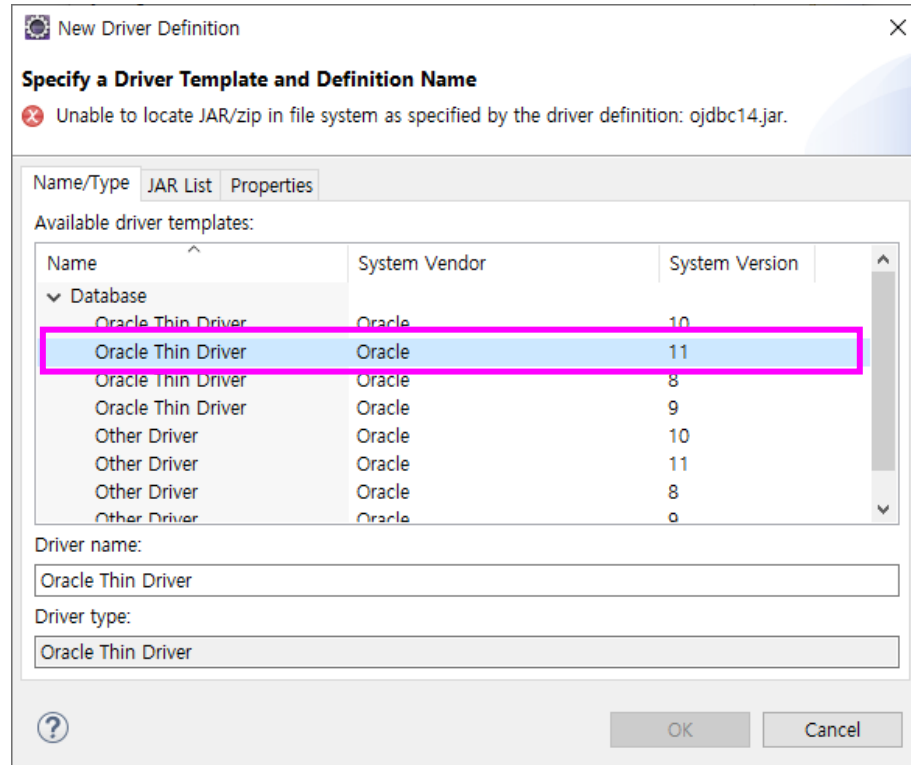 New Driver Definition
Specify a Driver Template and Definition Name
Unable to locate JAR/zip in file system as specified by the driver definition: ojdbc14.jar.
Name/Type JAR List Properties
Available driver templates:
Name System Vendor System Version
Database
Oracle Thin Driver Oracle 10
Oracle Thin Driver Oracle 11
Oracle Thin Driver Oracle 8
Oracle Thin Driver Oracle 9
Other Driver Oracle 10
Other Driver Oracle 11
Other Driver Oracle 8
Other Driver Oracle 9
Driver name:
Oracle Thin Driver
Driver type:
Oracle Thin Driver
OK Cancel